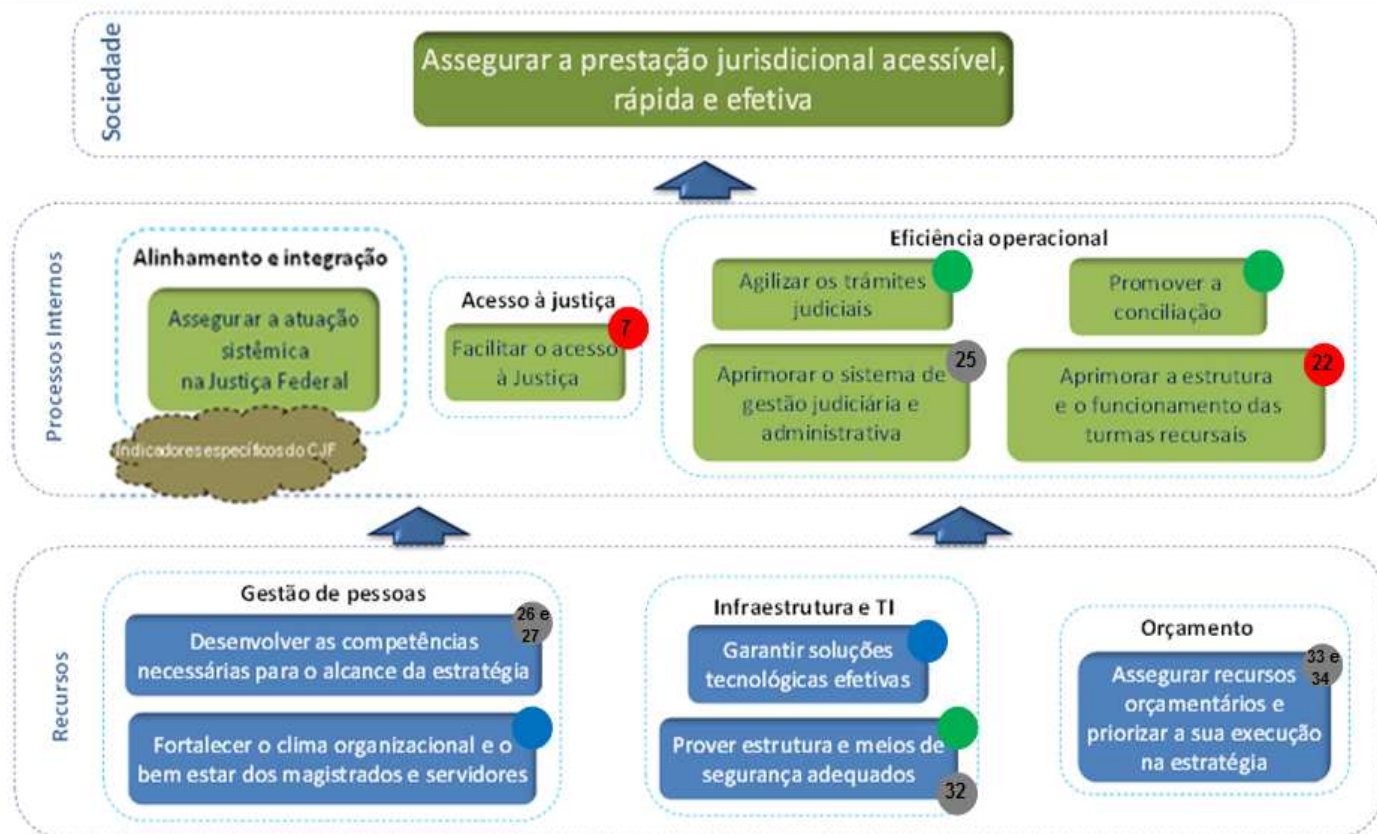 Sociedade
Assegurar a prestação jurisdicional acessível,
rápida e efetiva
Processos Internos
Alinhamento e integração
Assegurar a atuação
sistêmica
na Justiça Federal
Indicadores específicos do CJF
Acesso à justiça
7
Facilitar o acesso
à Justiça
Eficiência operacional
Agilizar os trâmites
judiciais
Promover a
conciliação
25
Aprimorar o sistema de
gestão judiciária e
administrativa
22
Aprimorar a estrutura
e o funcionamento das
turmas recursais
Recursos
Gestão de pessoas
26 e
27
Desenvolver as competências
necessárias para o alcance da estratégia
Fortalecer o clima organizacional e o
bem estar dos magistrados e servidores
Infraestrutura e TI
Garantir soluções
tecnológicas efetivas
Prover estrutura e meios de
segurança adequados
32
Orçamento
33 e
34
Assegurar recursos
orçamentários e
priorizar a sua execução
na estratégia